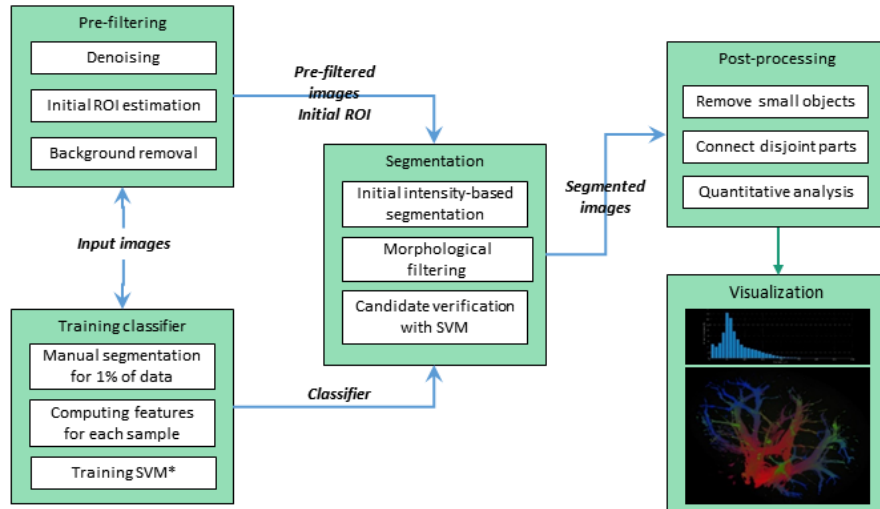 Pre-filtering
Denoising
Initial ROI estimation
Background removal
Input images
Training classifier
Manual segmentation
for 1% of data
Computing features
for each sample
Training SVM*
Pre-filtered
images
Initial ROI
Classifier
Segmentation
Initial intensity-based
segmentation
Morphological
filtering
Candidate verification
with SVM
Segmented
images
Post-processing
Remove small objects
Connect disjoint parts
Quantitative analysis
Visualization